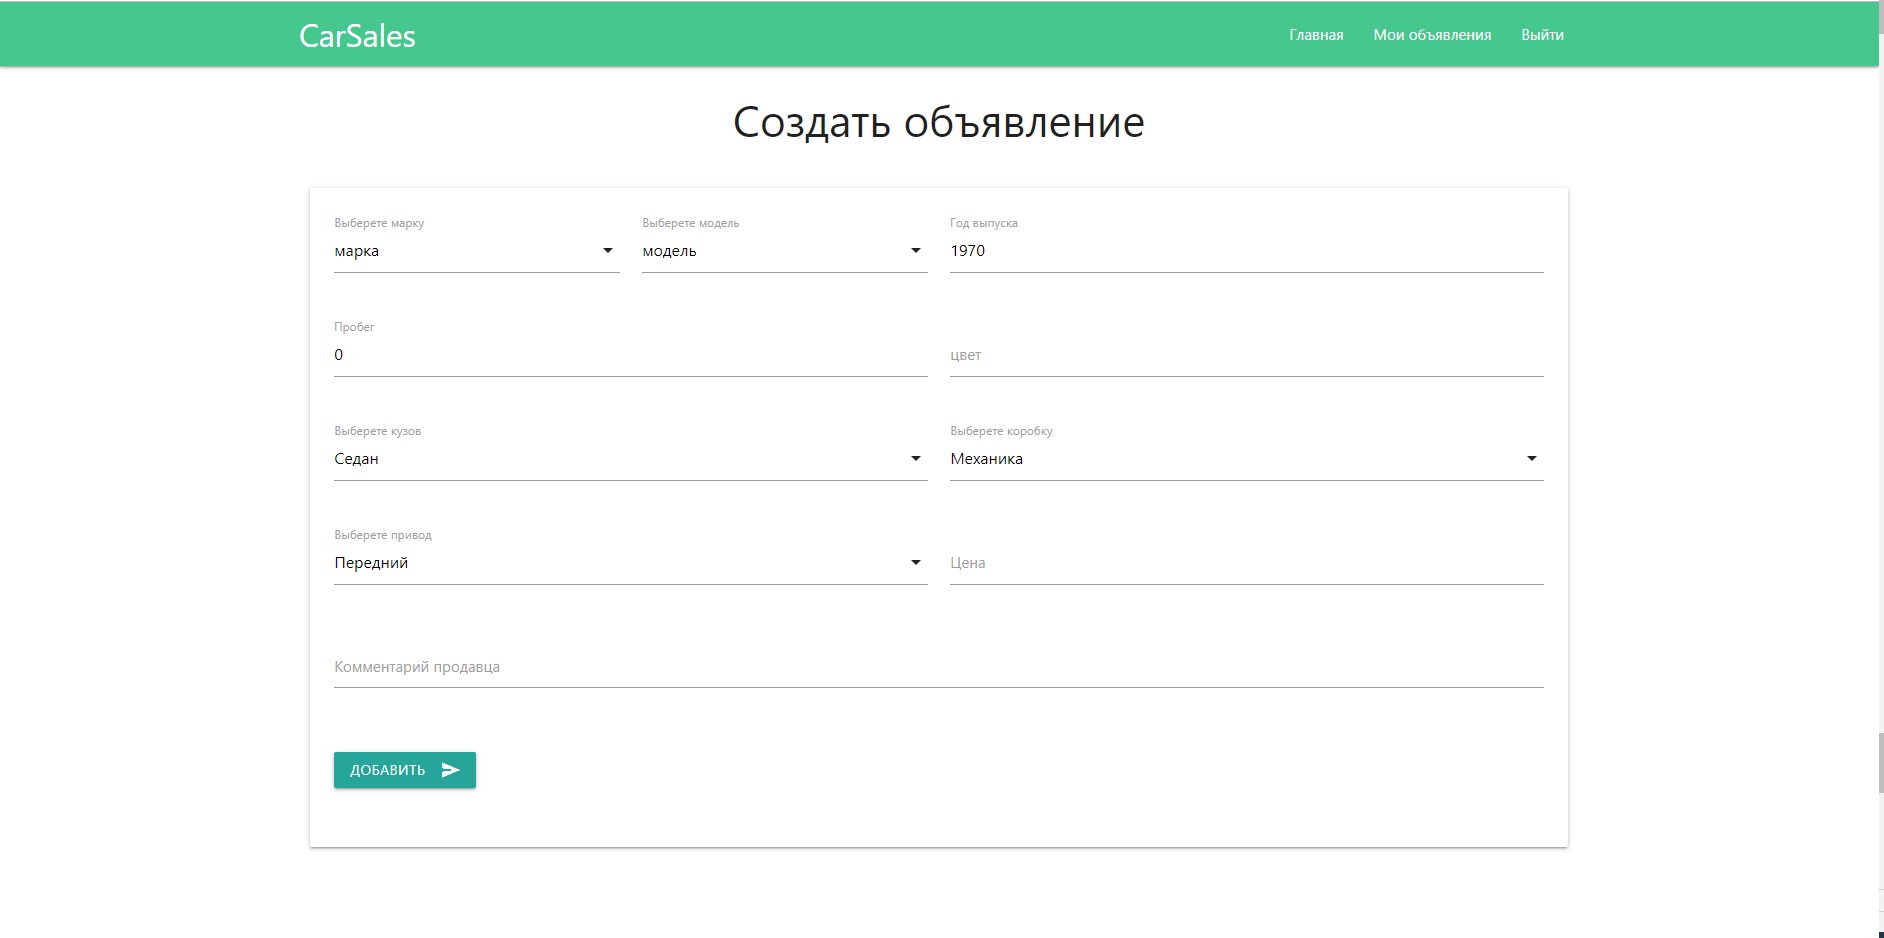 CarSales Главная Мои объявления Выйти
Создать объявление
Выберете марку Выберете модель Год выпуска
марка модель 1970
Пробег
0 цвет
Выберете кузов Выберете коробку
Седан Механика
Выберете привод
Передний Цена
Комментарий продавца
ДОБАВИТЬ